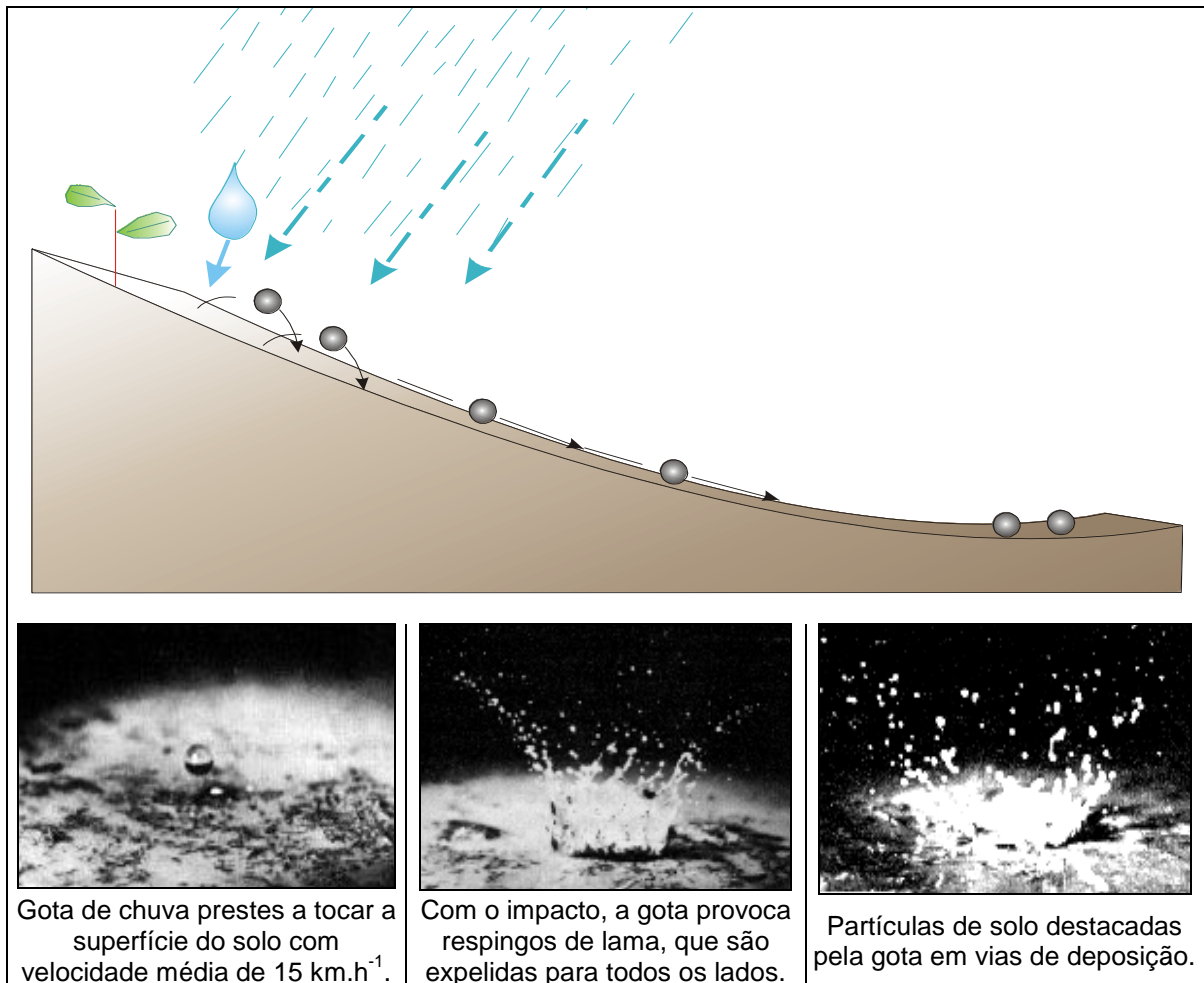 Gota de chuva prestes a tocar a
superfície do solo com
velocidade média de 15 km.h⁻¹.
Com o impacto, a gota provoca
respingos de lama, que são
expelidas para todos os lados.
Partículas de solo destacadas
pela gota em vias de deposição.